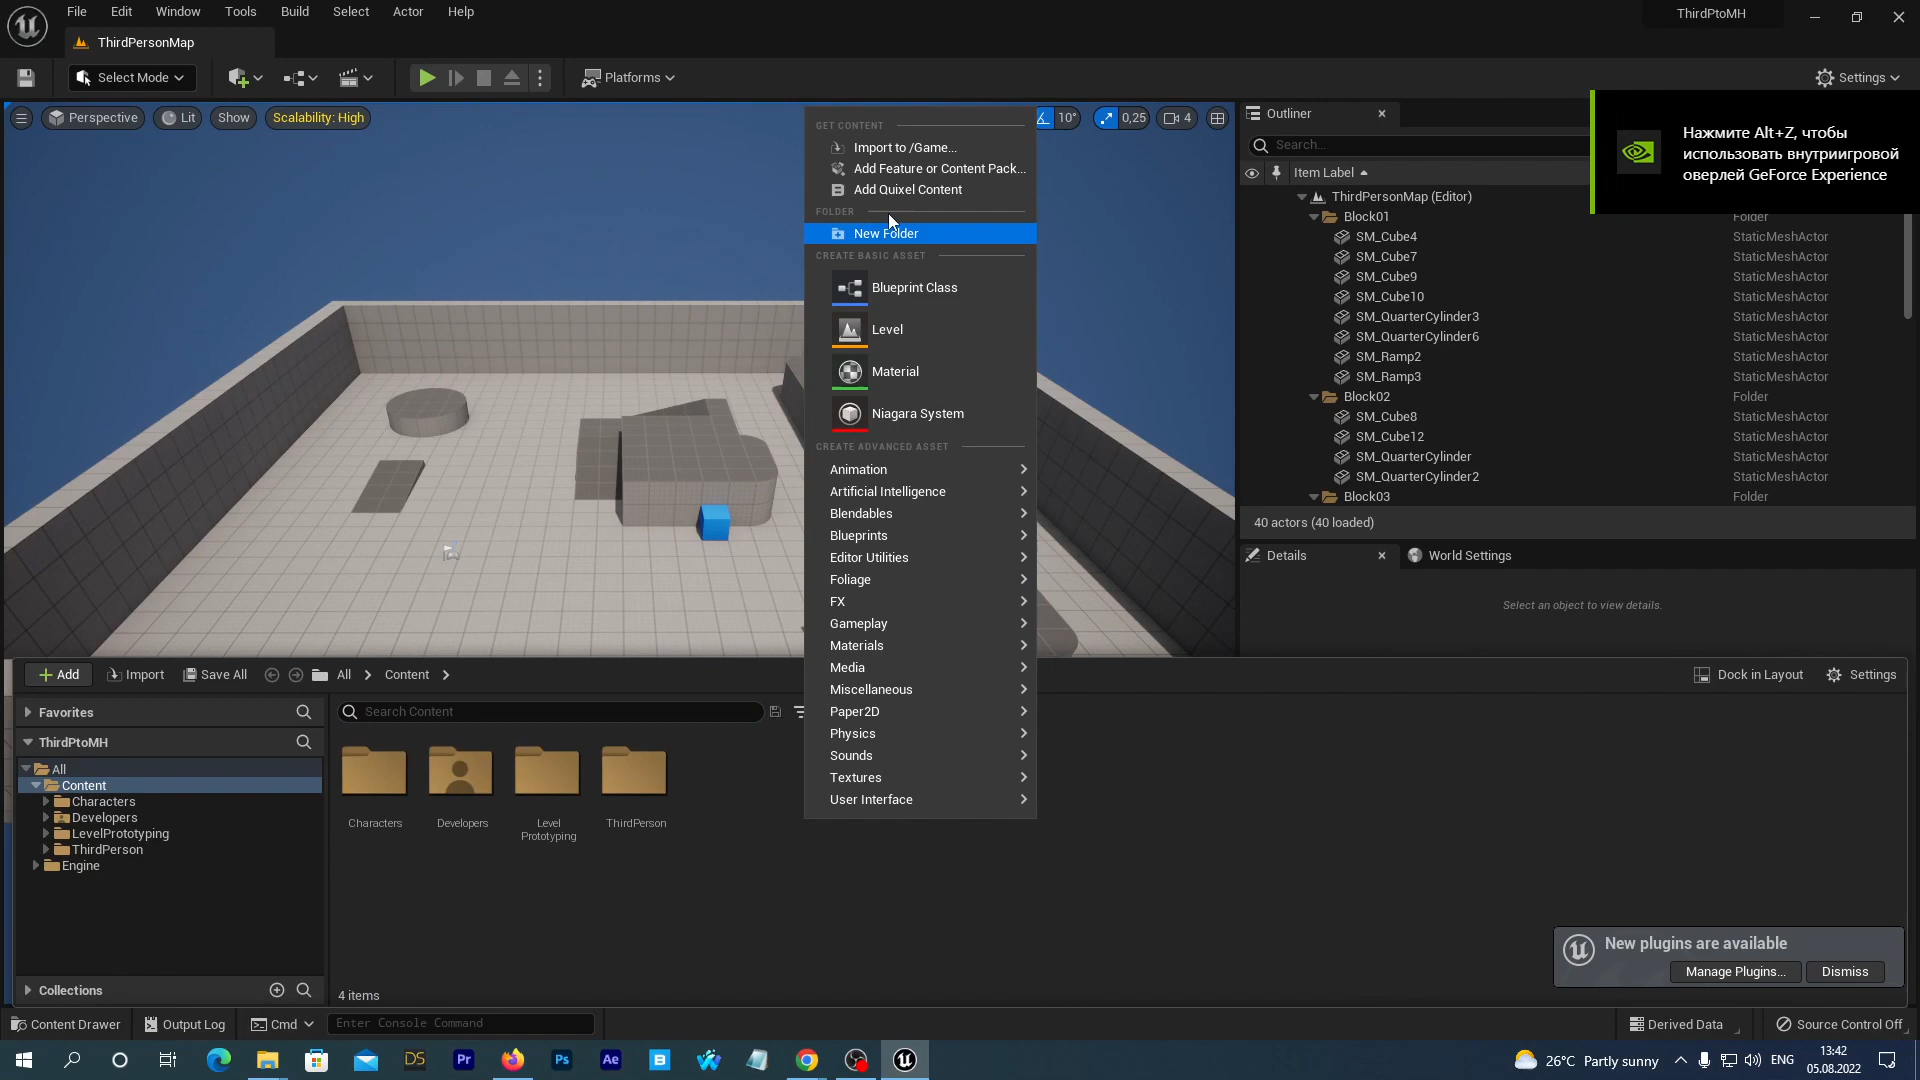 File Edit Window Tools Build Select Actor Help
ThirdPtoMH
ThirdPersonMap
Select Mode
Platforms
Settings
Perspective
Lit
Show
Scalability: High
10°
0,25
4
GET CONTENT
Import to /Game...
Add Feature or Content Pack...
Add Quixel Content
FOLDER
New Folder
CREATE BASIC ASSET
Blueprint Class
Level
Material
Niagara System
CREATE ADVANCED ASSET
Animation
Artificial Intelligence
Blendables
Blueprints
Editor Utilities
Foliage
FX
Gameplay
Materials
Media
Miscellaneous
Paper2D
Physics
Sounds
Textures
User Interface
Outliner
Search...
Item Label
Нажмите Alt+Z, чтобы
использовать внутриигровой
оверлей GeForce Experience
ThirdPersonMap (Editor)
Block01 Folder
SM_Cube4 StaticMeshActor
SM_Cube7 StaticMeshActor
SM_Cube9 StaticMeshActor
SM_Cube10 StaticMeshActor
SM_QuarterCylinder3 StaticMeshActor
SM_QuarterCylinder6 StaticMeshActor
SM_Ramp2 StaticMeshActor
SM_Ramp3 StaticMeshActor
Block02 Folder
SM_Cube8 StaticMeshActor
SM_Cube12 StaticMeshActor
SM_QuarterCylinder StaticMeshActor
SM_QuarterCylinder2 StaticMeshActor
Block03 Folder
40 actors (40 loaded)
Details
World Settings
Select an object to view details.
Add
Import
Save All
All
Content
Dock in Layout
Settings
Favorites
ThirdPtoMH
All
Content
Characters
Developers
LevelPrototyping
ThirdPerson
Engine
Collections
Search Content
Characters
Developers
Level
Prototyping
ThirdPerson
4 items
New plugins are available
Manage Plugins...
Dismiss
Content Drawer
Output Log
Cmd
Enter Console Command
Derived Data
Source Control Off
DS
Pr
Ps
Ae
26°C Partly sunny
ENG
13:42
05.08.2022